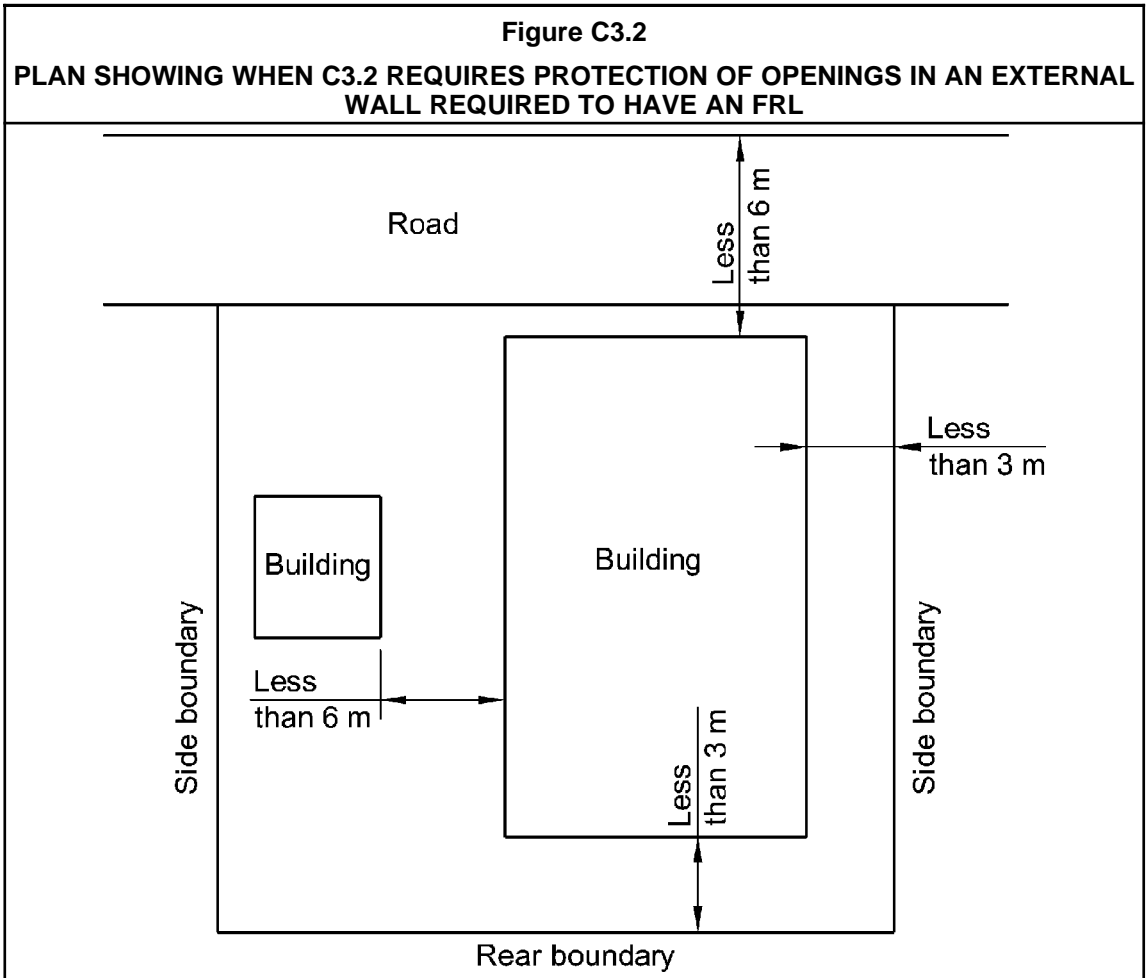 Figure C3.2
PLAN SHOWING WHEN C3.2 REQUIRES PROTECTION OF OPENINGS IN AN EXTERNAL
WALL REQUIRED TO HAVE AN FRL
Road
Less
than 6 m
Less
than 3 m
Building
Building
Side boundary
Less
than 6 m
Less
than 3 m
Side boundary
Rear boundary